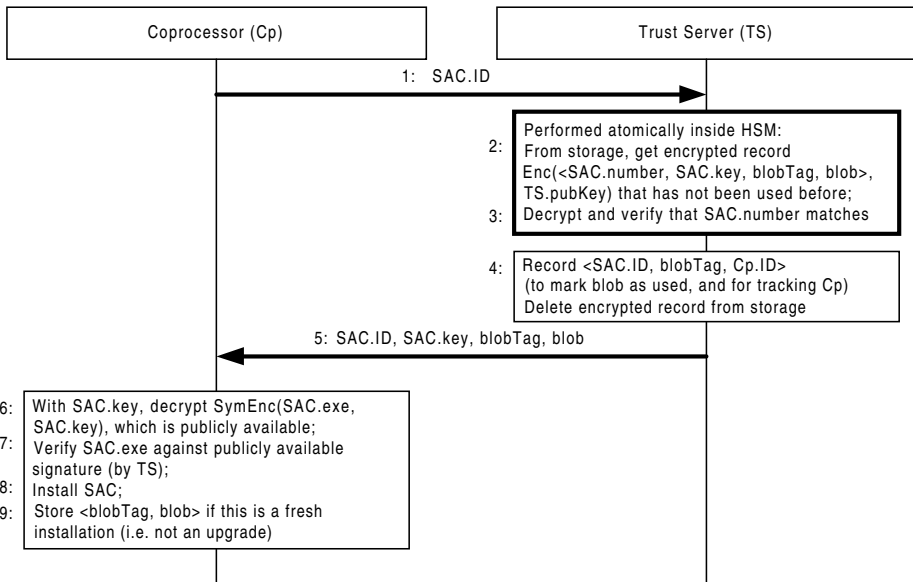 Coprocessor (Cp)
Trust Server (TS)
1: SAC.ID
2:
Performed atomically inside HSM:
From storage, get encrypted record
Enc(<SAC.number, SAC.key, blobTag, blob>,
TS.pubKey) that has not been used before;
3:
Decrypt and verify that SAC.number matches
4:
Record <SAC.ID, blobTag, Cp.ID>
(to mark blob as used, and for tracking Cp)
Delete encrypted record from storage
5: SAC.ID, SAC.key, blobTag, blob
6:
With SAC.key, decrypt SymEnc(SAC.exe,
SAC.key), which is publicly available;
7:
Verify SAC.exe against publicly available
signature (by TS);
8:
Install SAC;
9:
Store <blobTag, blob> if this is a fresh
installation (i.e. not an upgrade)